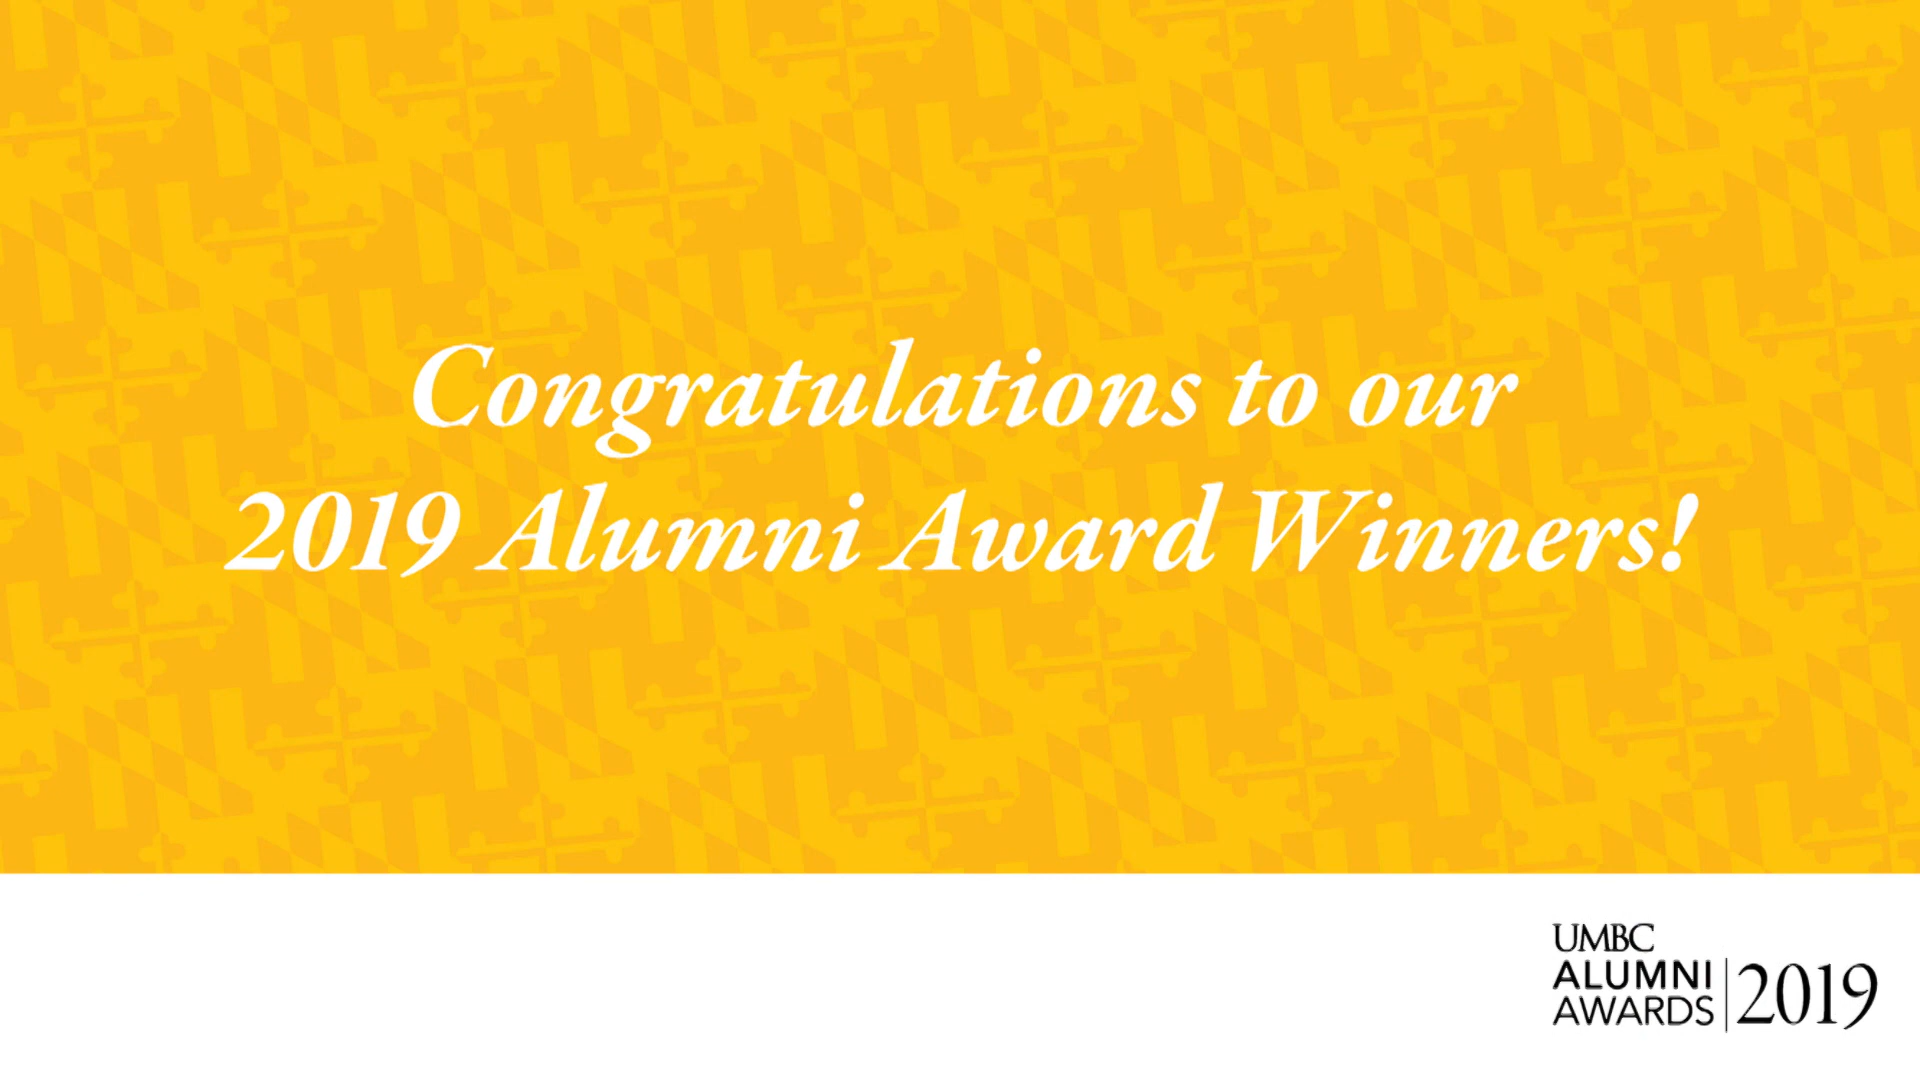 Congratulations to our
2019 Alumni Award Winners!
UMBC
ALUMNI
AWARDS
2019